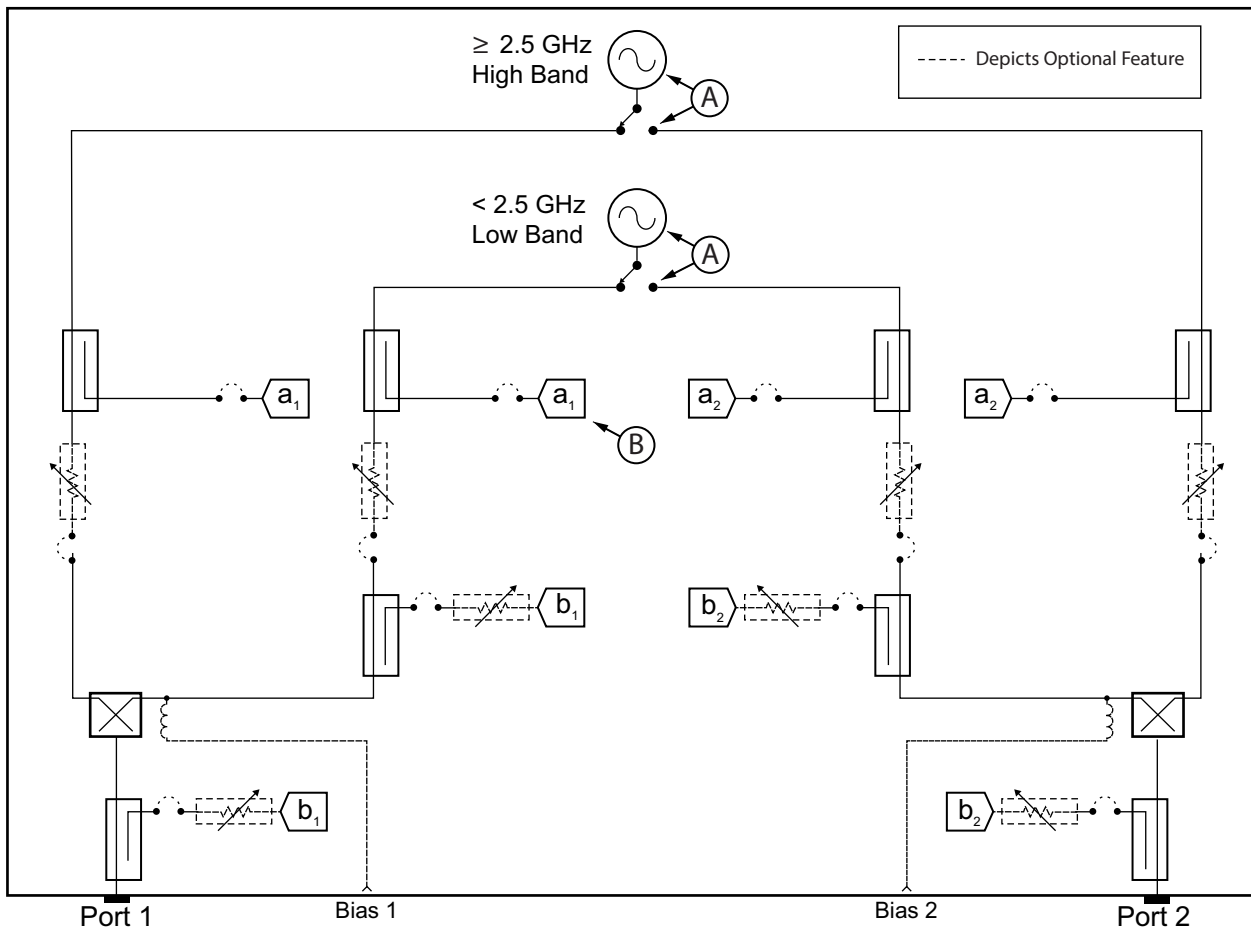 ≥ 2.5 GHz
High Band
A
---- Depicts Optional Feature
< 2.5 GHz
Low Band
A
a1
a1
a2
a2
B
b1
b2
b1
b2
Port 1
Bias 1
Bias 2
Port 2